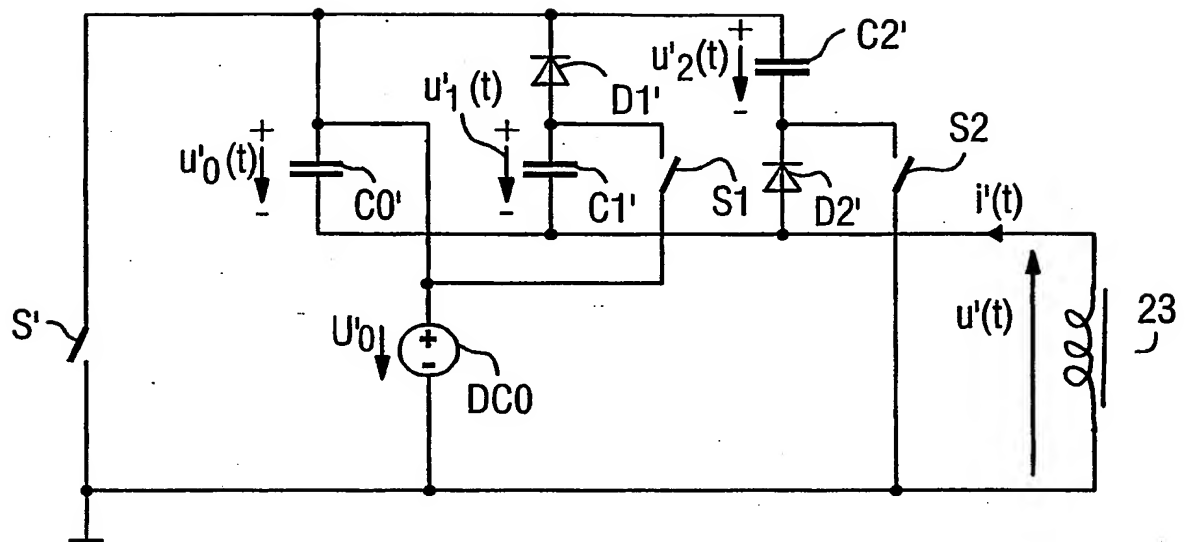 +
C2'
u'2(t)
-
D1'
u'1(t)
+
+
u'0(t)
-
C0'
-
C1'
S1
D2'
S2
i'(t)
S'
U'0
+
-
DC0
u'(t)
23